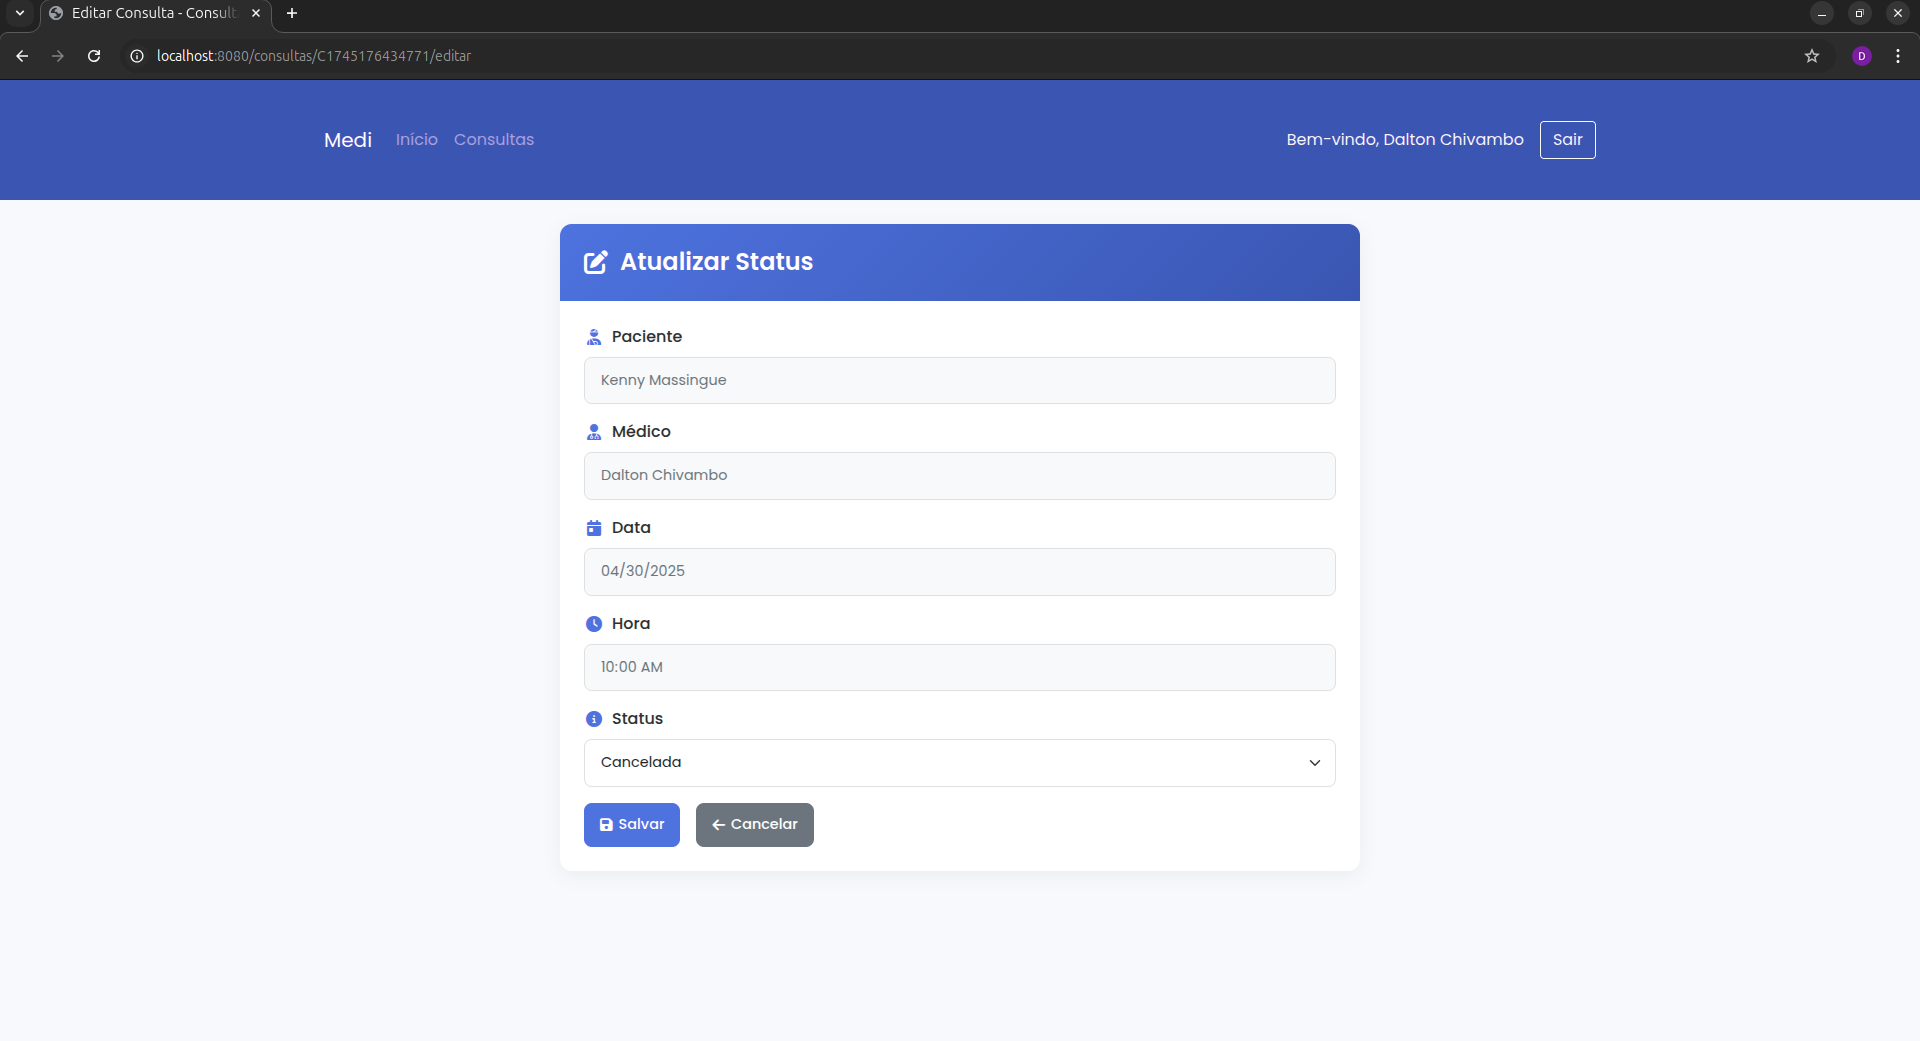 Editar Consulta - Consult
localhost:8080/consultas/C1745176434771/editar
D
Medi Início Consultas Bem-vindo, Dalton Chivambo Sair
Atualizar Status
Paciente
Kenny Massingue
Médico
Dalton Chivambo
Data
04/30/2025
Hora
10:00 AM
Status
Cancelada
Salvar Cancelar